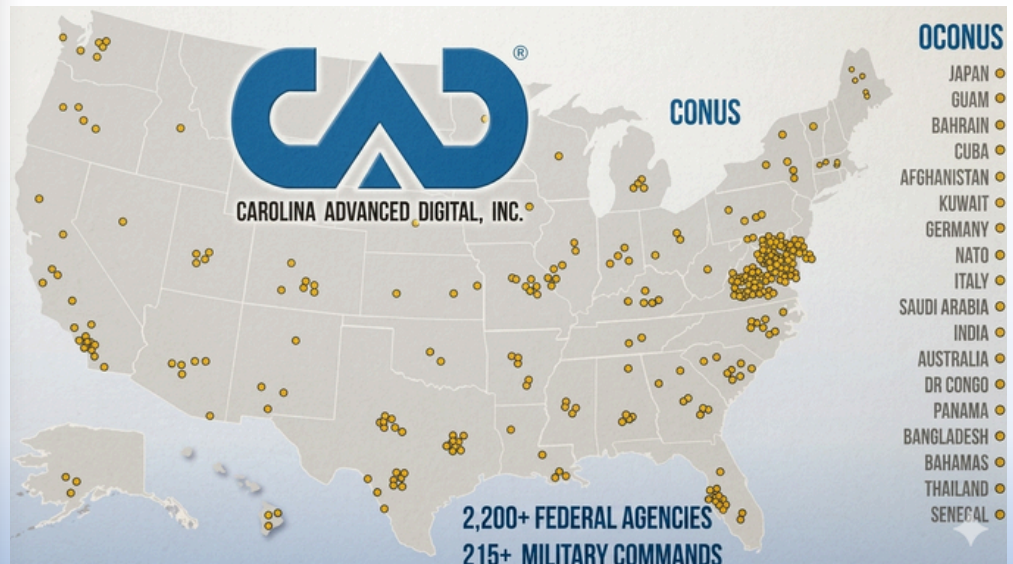 CAD®
CAROLINA ADVANCED DIGITAL, INC.
CONUS
OCONUS
JAPAN
GUAM
BAHRAIN
CUBA
AFGHANISTAN
KUWAIT
GERMANY
NATO
ITALY
SAUDI ARABIA
INDIA
AUSTRALIA
DR CONGO
PANAMA
BANGLADESH
BAHAMAS
THAILAND
SENEGAL
2,200+ FEDERAL AGENCIES
215+ MILITARY COMMANDS